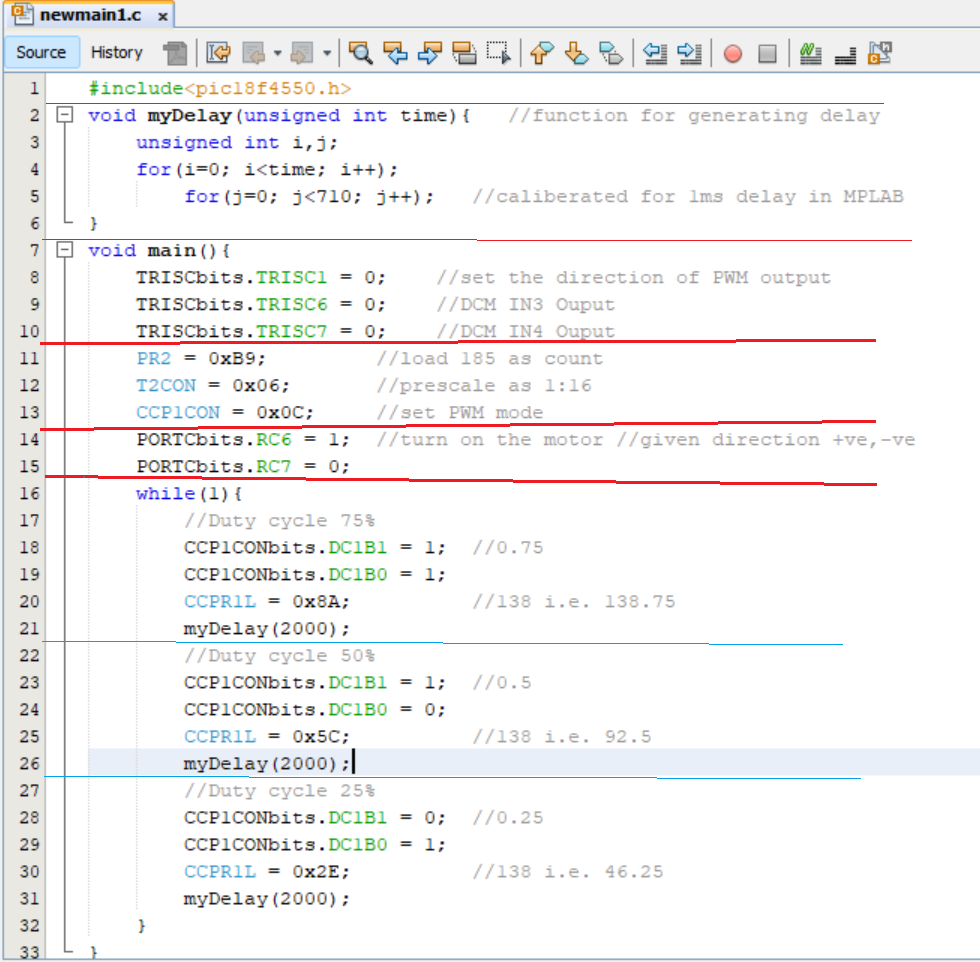 newmain1.c x
Source History
1 #include<pic18f4550.h>
2 void myDelay(unsigned int time){ //function for generating delay
3 unsigned int i,j;
4 for(i=0; i<time; i++);
5 for(j=0; j<710; j++); //caliberated for 1ms delay in MPLAB
6 }
7 void main(){
8 TRISCbits.TRISC1 = 0; //set the direction of PWM output
9 TRISCbits.TRISC6 = 0; //DCM IN3 Ouput
10 TRISCbits.TRISC7 = 0; //DCM IN4 Ouput
11 PR2 = 0xB9; //load 185 as count
12 T2CON = 0x06; //prescale as 1:16
13 CCP1CON = 0x0C; //set PWM mode
14 PORTCbits.RC6 = 1; //turn on the motor //given direction +ve,-ve
15 PORTCbits.RC7 = 0;
16 while(1){
17 //Duty cycle 75%
18 CCP1CONbits.DC1B1 = 1; //0.75
19 CCP1CONbits.DC1B0 = 1;
20 CCPR1L = 0x8A; //138 i.e. 138.75
21 myDelay(2000);
22 //Duty cycle 50%
23 CCP1CONbits.DC1B1 = 1; //0.5
24 CCP1CONbits.DC1B0 = 0;
25 CCPR1L = 0x5C; //138 i.e. 92.5
26 myDelay(2000);
27 //Duty cycle 25%
28 CCP1CONbits.DC1B1 = 0; //0.25
29 CCP1CONbits.DC1B0 = 1;
30 CCPR1L = 0x2E; //138 i.e. 46.25
31 myDelay(2000);
32 }
33 }